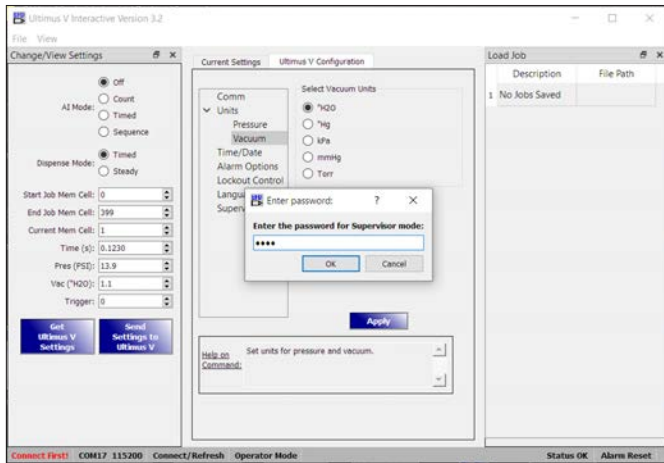 Ultimus V Interactive Version 3.2
File View
Change/View Settings
AI Mode:
Off
Count
Timed
Sequence
Dispense Mode:
Timed
Steady
Start Job Mem Cell: 0
End Job Mem Cell: 399
Current Mem Cell: 1
Time (s): 0.1230
Pres (PSI): 13.9
Vac ("H2O): 1.1
Trigger: 0
Get Ultimus V Settings
Send Settings to Ultimus V
Current Settings Ultimus V Configuration
Comm
Units
Pressure
Vacuum
Time/Date
Alarm Options
Lockout Control
Langu
Superv
Select Vacuum Units
"H2O
"Hg
kPa
mmHg
Torr
Enter password: ?
Enter the password for Supervisor mode:
••••
OK Cancel
Apply
Help on Command:
Set units for pressure and vacuum.
Load Job
Description File Path
1 No Jobs Saved
Connect First! COM17 115200 Connect/Refresh Operator Mode Status OK Alarm Reset